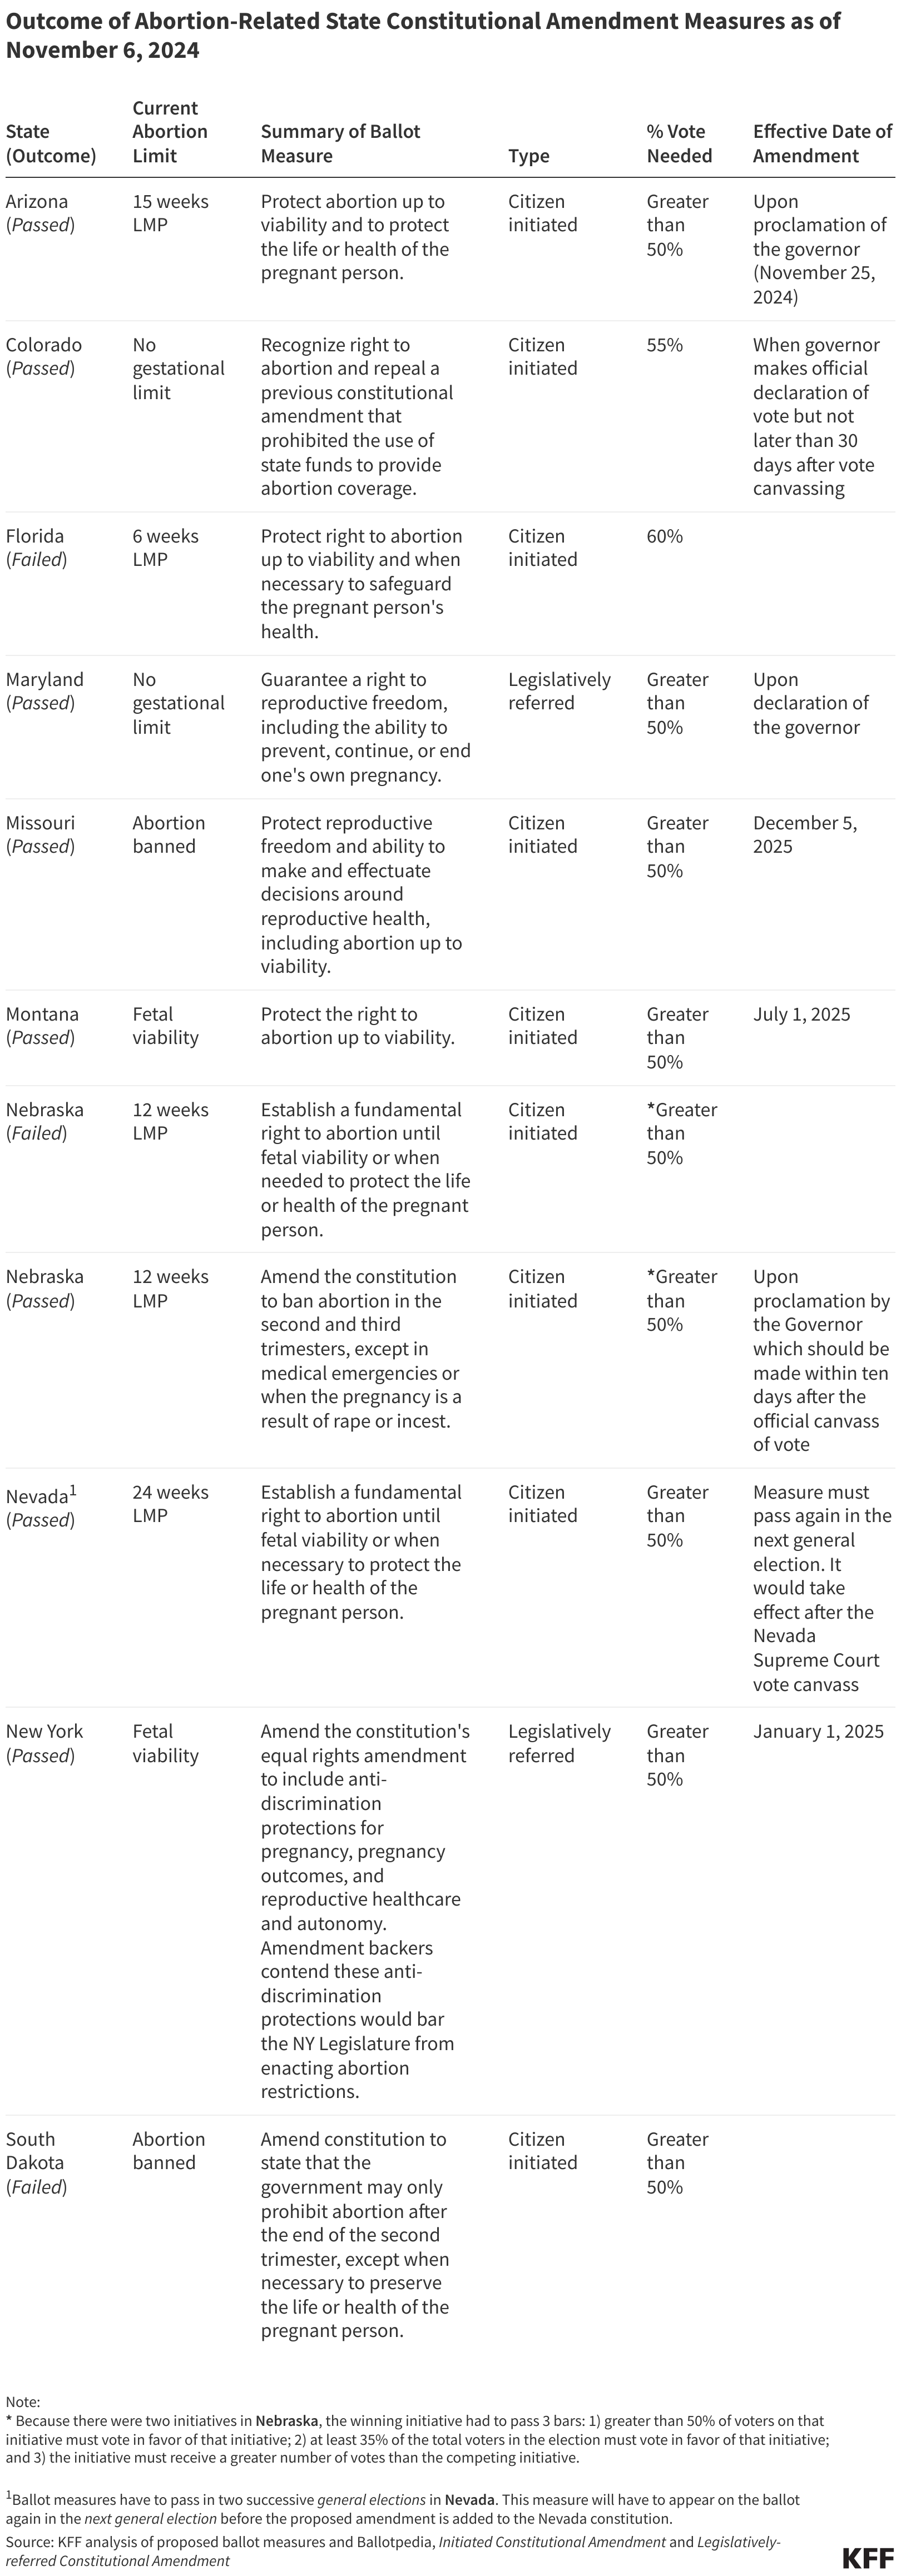 Outcome of Abortion-Related State Constitutional Amendment Measures as of
November 6, 2024
State
(Outcome)
Current
Abortion
Limit
Summary of Ballot
Measure
Type
% Vote
Needed
Effective Date of
Amendment
Arizona
(Passed)
15 weeks
LMP
Protect abortion up to
viability and to protect
the life or health of the
pregnant person.
Citizen
initiated
Greater
than
50%
Upon
proclamation of
the governor
(November 25,
2024)
Colorado
(Passed)
No
gestational
limit
Recognize right to
abortion and repeal a
previous constitutional
amendment that
prohibited the use of
state funds to provide
abortion coverage.
Citizen
initiated
55%
When governor
makes official
declaration of
vote but not
later than 30
days after vote
canvassing
Florida
(Failed)
6 weeks
LMP
Protect right to abortion
up to viability and when
necessary to safeguard
the pregnant person's
health.
Citizen
initiated
60%
Maryland
(Passed)
No
gestational
limit
Guarantee a right to
reproductive freedom,
including the ability to
prevent, continue, or end
one's own pregnancy.
Legislatively
referred
Greater
than
50%
Upon
declaration of
the governor
Missouri
(Passed)
Abortion
banned
Protect reproductive
freedom and ability to
make and effectuate
decisions around
reproductive health,
including abortion up to
viability.
Citizen
initiated
Greater
than
50%
December 5,
2025
Montana
(Passed)
Fetal
viability
Protect the right to
abortion up to viability.
Citizen
initiated
Greater
than
50%
July 1, 2025
Nebraska
(Failed)
12 weeks
LMP
Establish a fundamental
right to abortion until
fetal viability or when
needed to protect the life
or health of the pregnant
person.
Citizen
initiated
*Greater
than
50%
Nebraska
(Passed)
12 weeks
LMP
Amend the constitution
to ban abortion in the
second and third
trimesters, except in
medical emergencies or
when the pregnancy is a
result of rape or incest.
Citizen
initiated
*Greater
than
50%
Upon
proclamation by
the Governor
which should be
made within ten
days after the
official canvass
of vote
Nevada¹
(Passed)
24 weeks
LMP
Establish a fundamental
right to abortion until
fetal viability or when
necessary to protect the
life or health of the
pregnant person.
Citizen
initiated
Greater
than
50%
Measure must
pass again in the
next general
election. It
would take
effect after the
Nevada
Supreme Court
vote canvass
New York
(Passed)
Fetal
viability
Amend the constitution's
equal rights amendment
to include anti-
discrimination
protections for
pregnancy, pregnancy
outcomes, and
reproductive healthcare
and autonomy.
Amendment backers
contend these anti-
discrimination
protections would bar
the NY Legislature from
enacting abortion
restrictions.
Legislatively
referred
Greater
than
50%
January 1, 2025
South
Dakota
(Failed)
Abortion
banned
Amend constitution to
state that the
government may only
prohibit abortion after
the end of the second
trimester, except when
necessary to preserve
the life or health of the
pregnant person.
Citizen
initiated
Greater
than
50%
Note:
* Because there were two initiatives in Nebraska, the winning initiative had to pass 3 bars: 1) greater than 50% of voters on that
initiative must vote in favor of that initiative; 2) at least 35% of the total voters in the election must vote in favor of that initiative;
and 3) the initiative must receive a greater number of votes than the competing initiative.
¹Ballot measures have to pass in two successive general elections in Nevada. This measure will have to appear on the ballot
again in the next general election before the proposed amendment is added to the Nevada constitution.
Source: KFF analysis of proposed ballot measures and Ballotpedia, Initiated Constitutional Amendment and Legislatively-
referred Constitutional Amendment
KFF